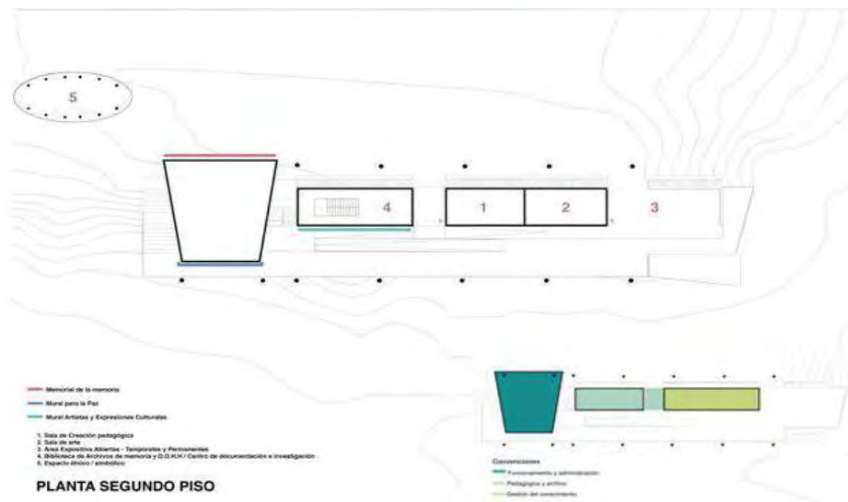 5
4
1
2
3
Memorial de la memoria
Mural para la Paz
Mural Artistas y Expresiones Culturales
1. Sala de Creación pedagógica
2. Sala de arte
3. Área Expositiva Abiertas - Temporales y Permanentes
4. Biblioteca de Archivos de memoria y D.D.H.H / Centro de documentación e investigación
5. Espacio étnico / simbólico
PLANTA SEGUNDO PISO
Convenciones
Funcionamiento y administración
Pedagógico y archivo
Gestión del conocimiento